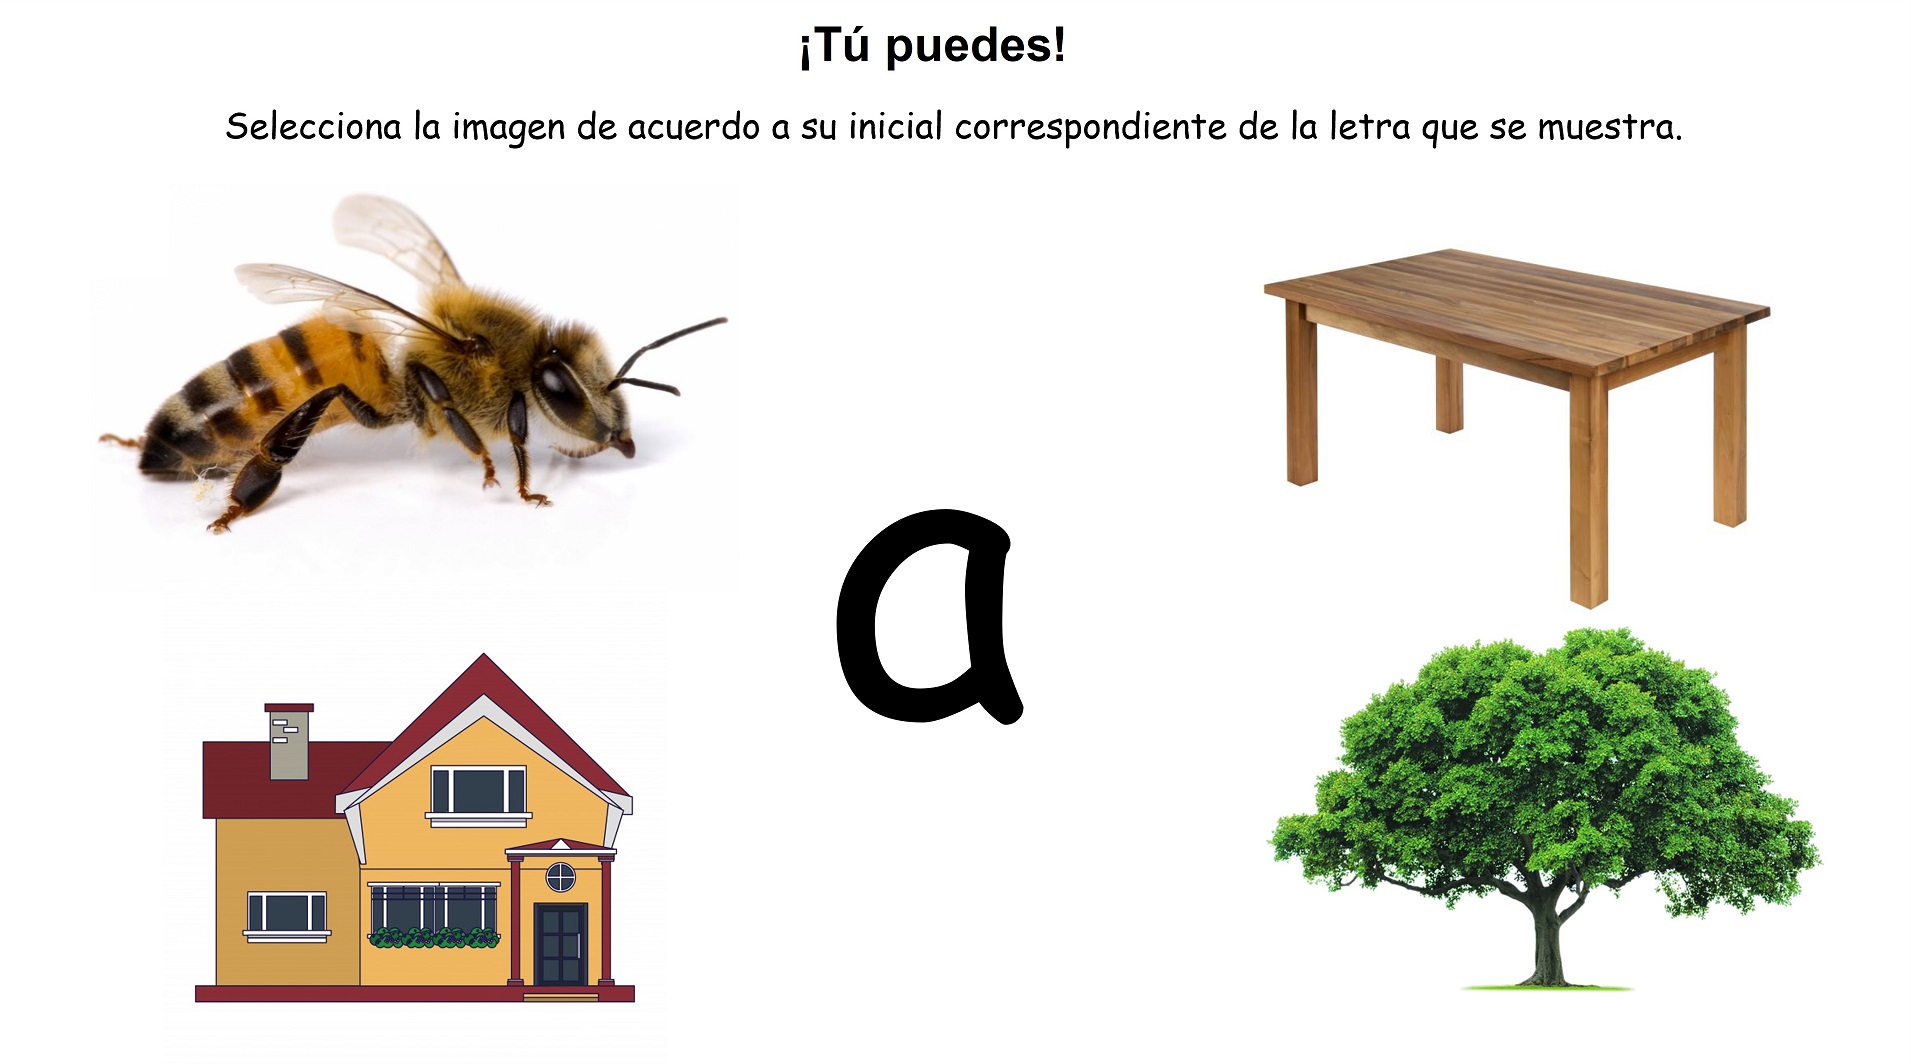 ¡Tú puedes!
Selecciona la imagen de acuerdo a su inicial correspondiente de la letra que se muestra.
a